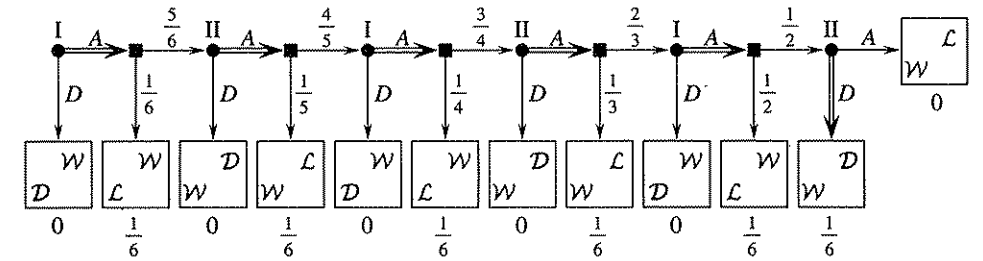 I A 5/6 II A 4/5 I A 3/4 II A 2/3 I A 1/2 II A ℒ
𝒲
0
D 1/6 D 1/5 D 1/4 D 1/3 D 1/2 D
𝒲 𝒲 𝒟 ℒ 𝒲 𝒲 𝒟 ℒ 𝒲 𝒲 𝒟
𝒟 ℒ 𝒲 𝒲 𝒟 ℒ 𝒲 𝒲 𝒟 ℒ 𝒲
0 1/6 0 1/6 0 1/6 0 1/6 0 1/6 1/6